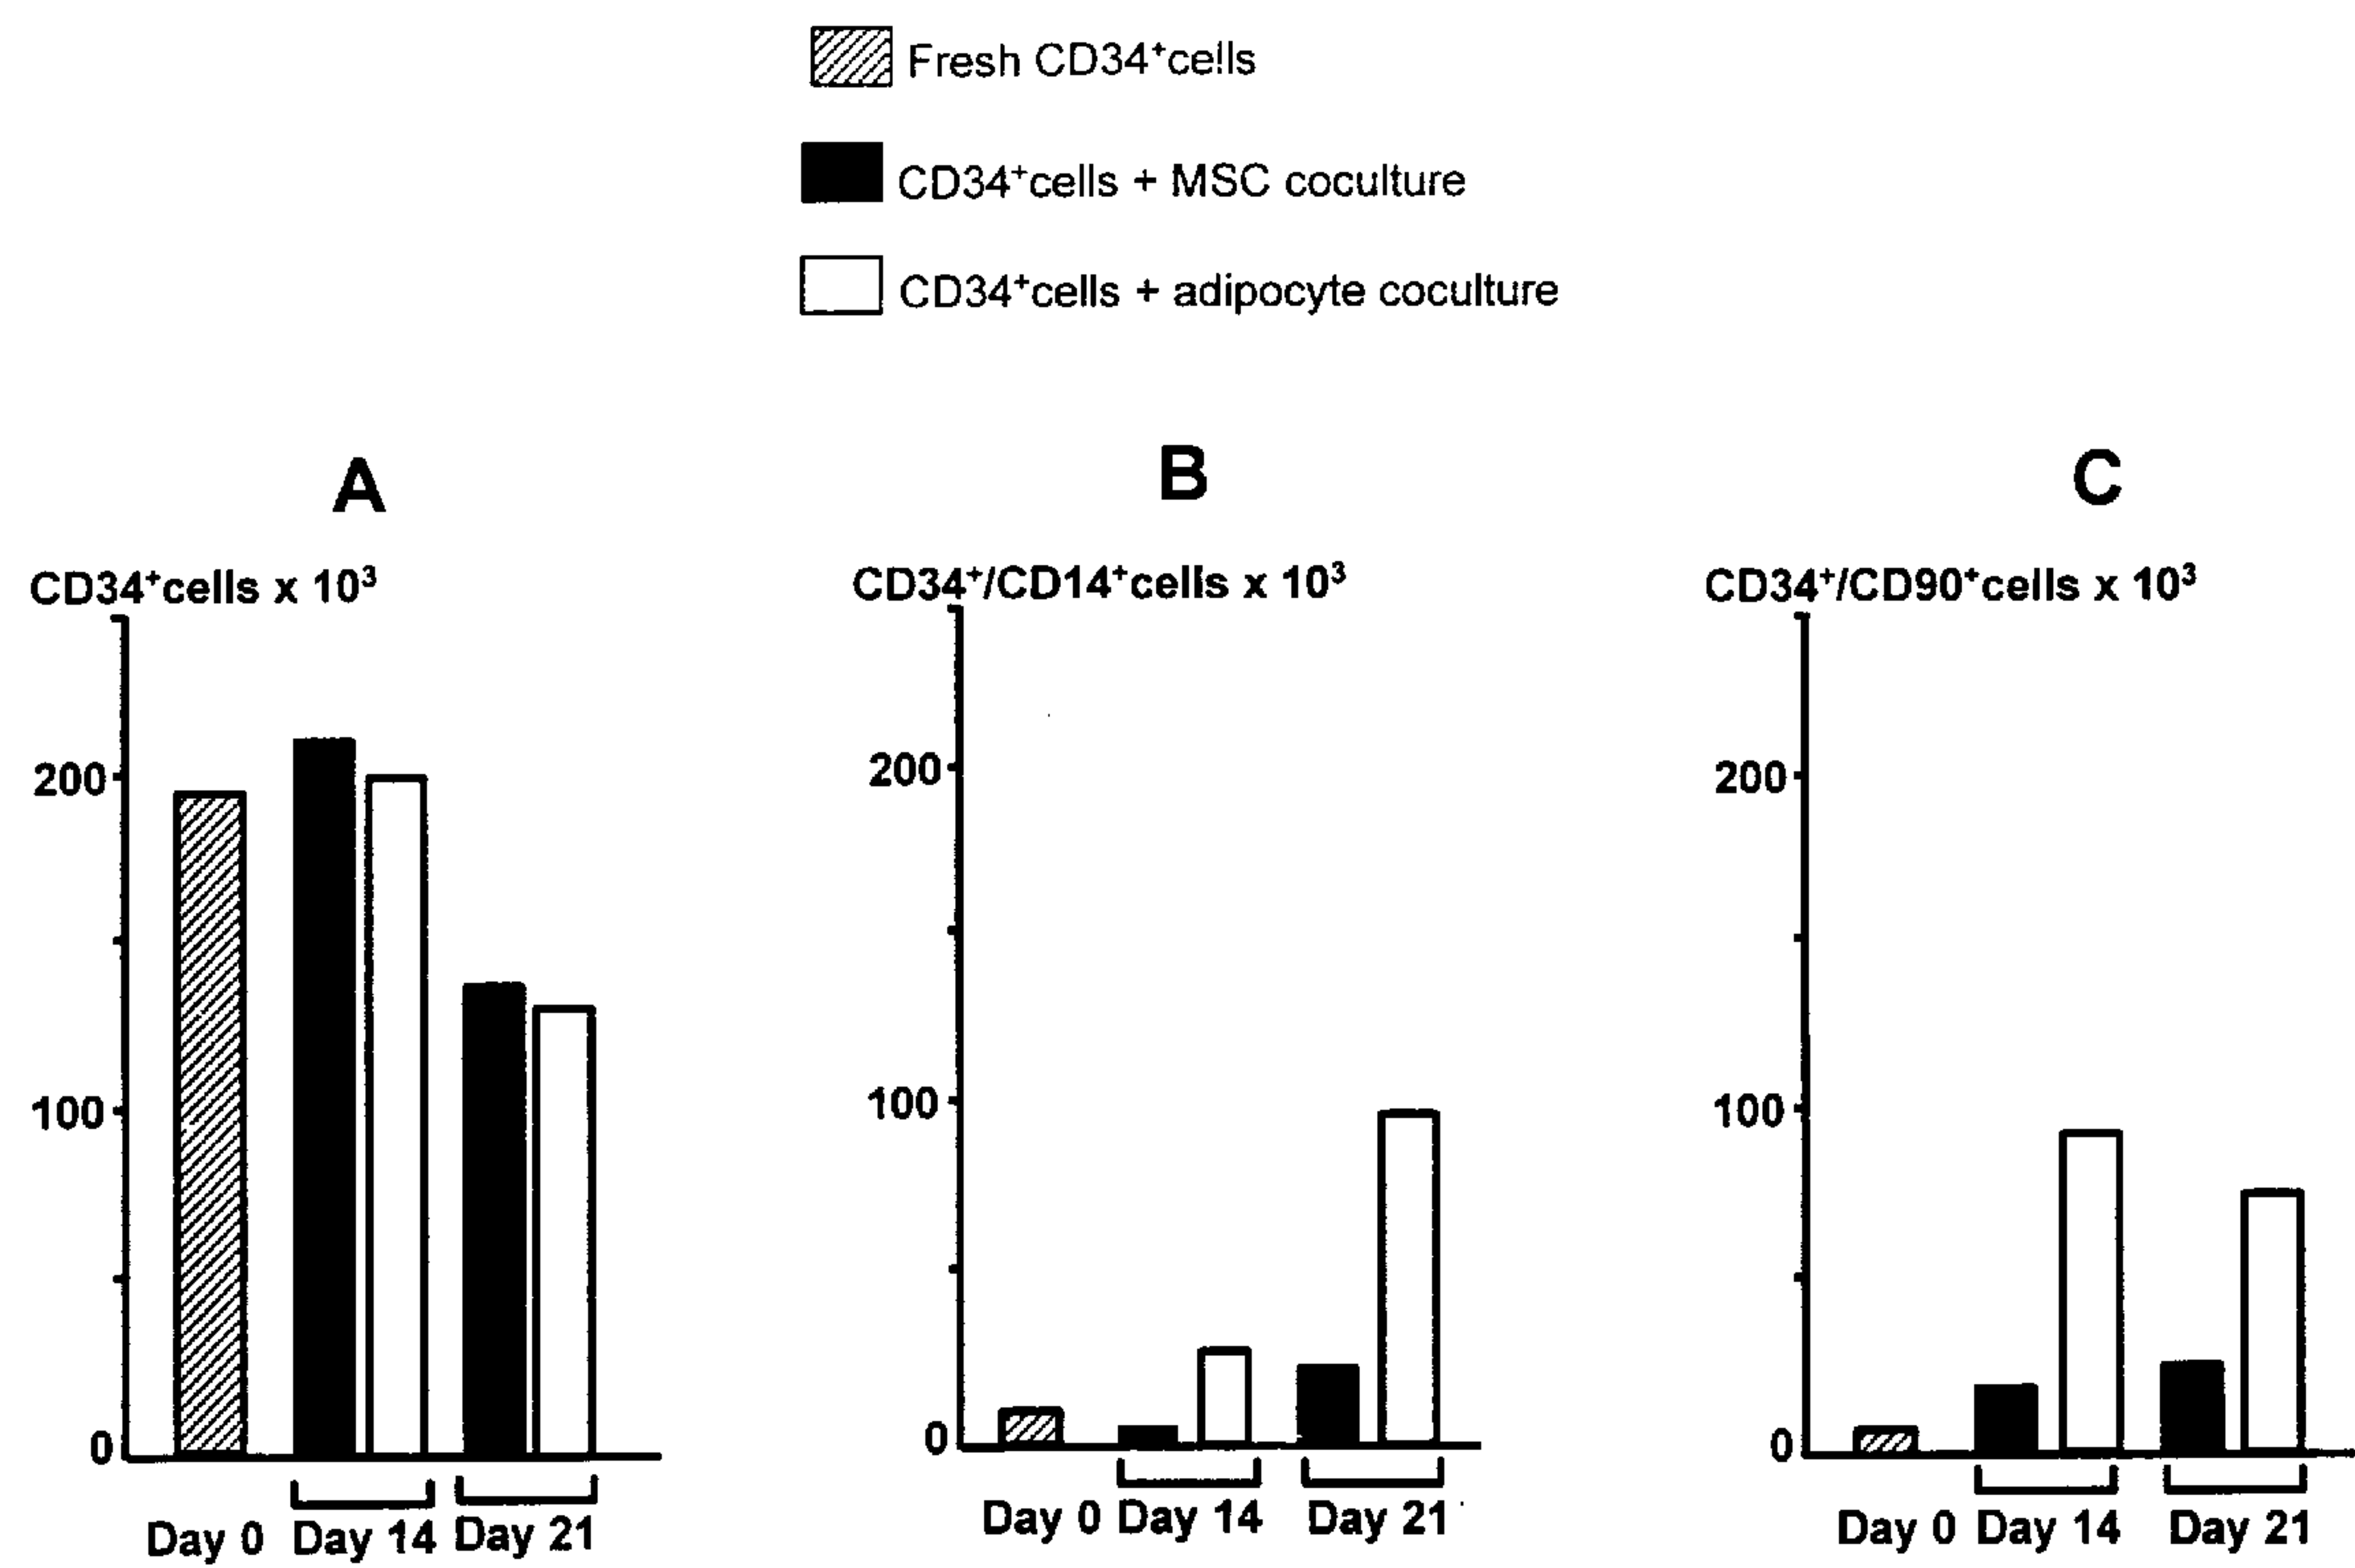 Fresh CD34⁺cells
CD34⁺cells + MSC coculture
CD34⁺cells + adipocyte coculture
A
CD34⁺cells x 10³
200
100
0
Day 0 Day 14 Day 21
B
CD34⁺/CD14⁺cells x 10³
200
100
0
Day 0 Day 14 Day 21
C
CD34⁺/CD90⁺cells x 10³
200
100
0
Day 0 Day 14 Day 21